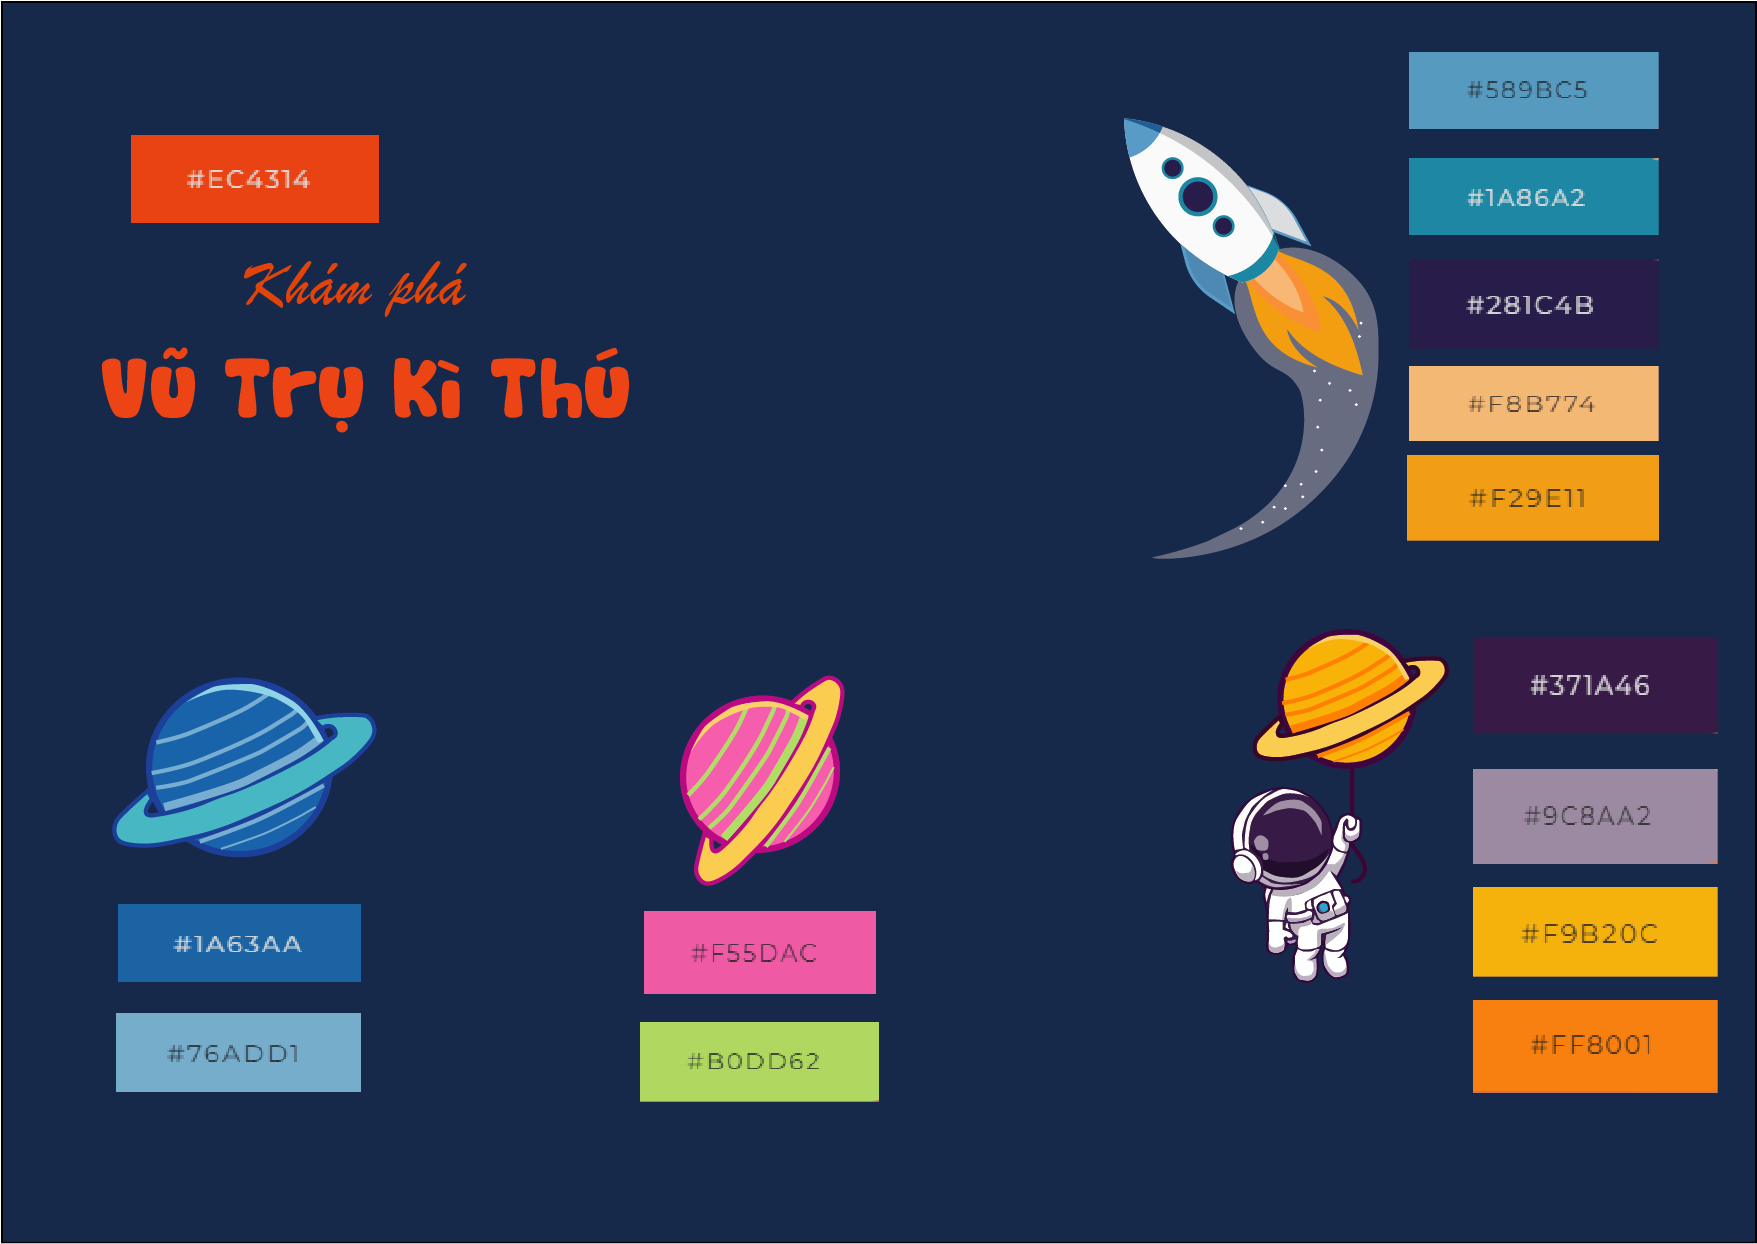 #EC4314
Khám phá
Vũ Trụ Kì Thú
#589BC5
#1A86A2
#281C4B
#F8B774
#F29E11
#1A63AA
#76ADD1
#F55DAC
#B0DD62
#371A46
#9C8AA2
#F9B20C
#FF8001